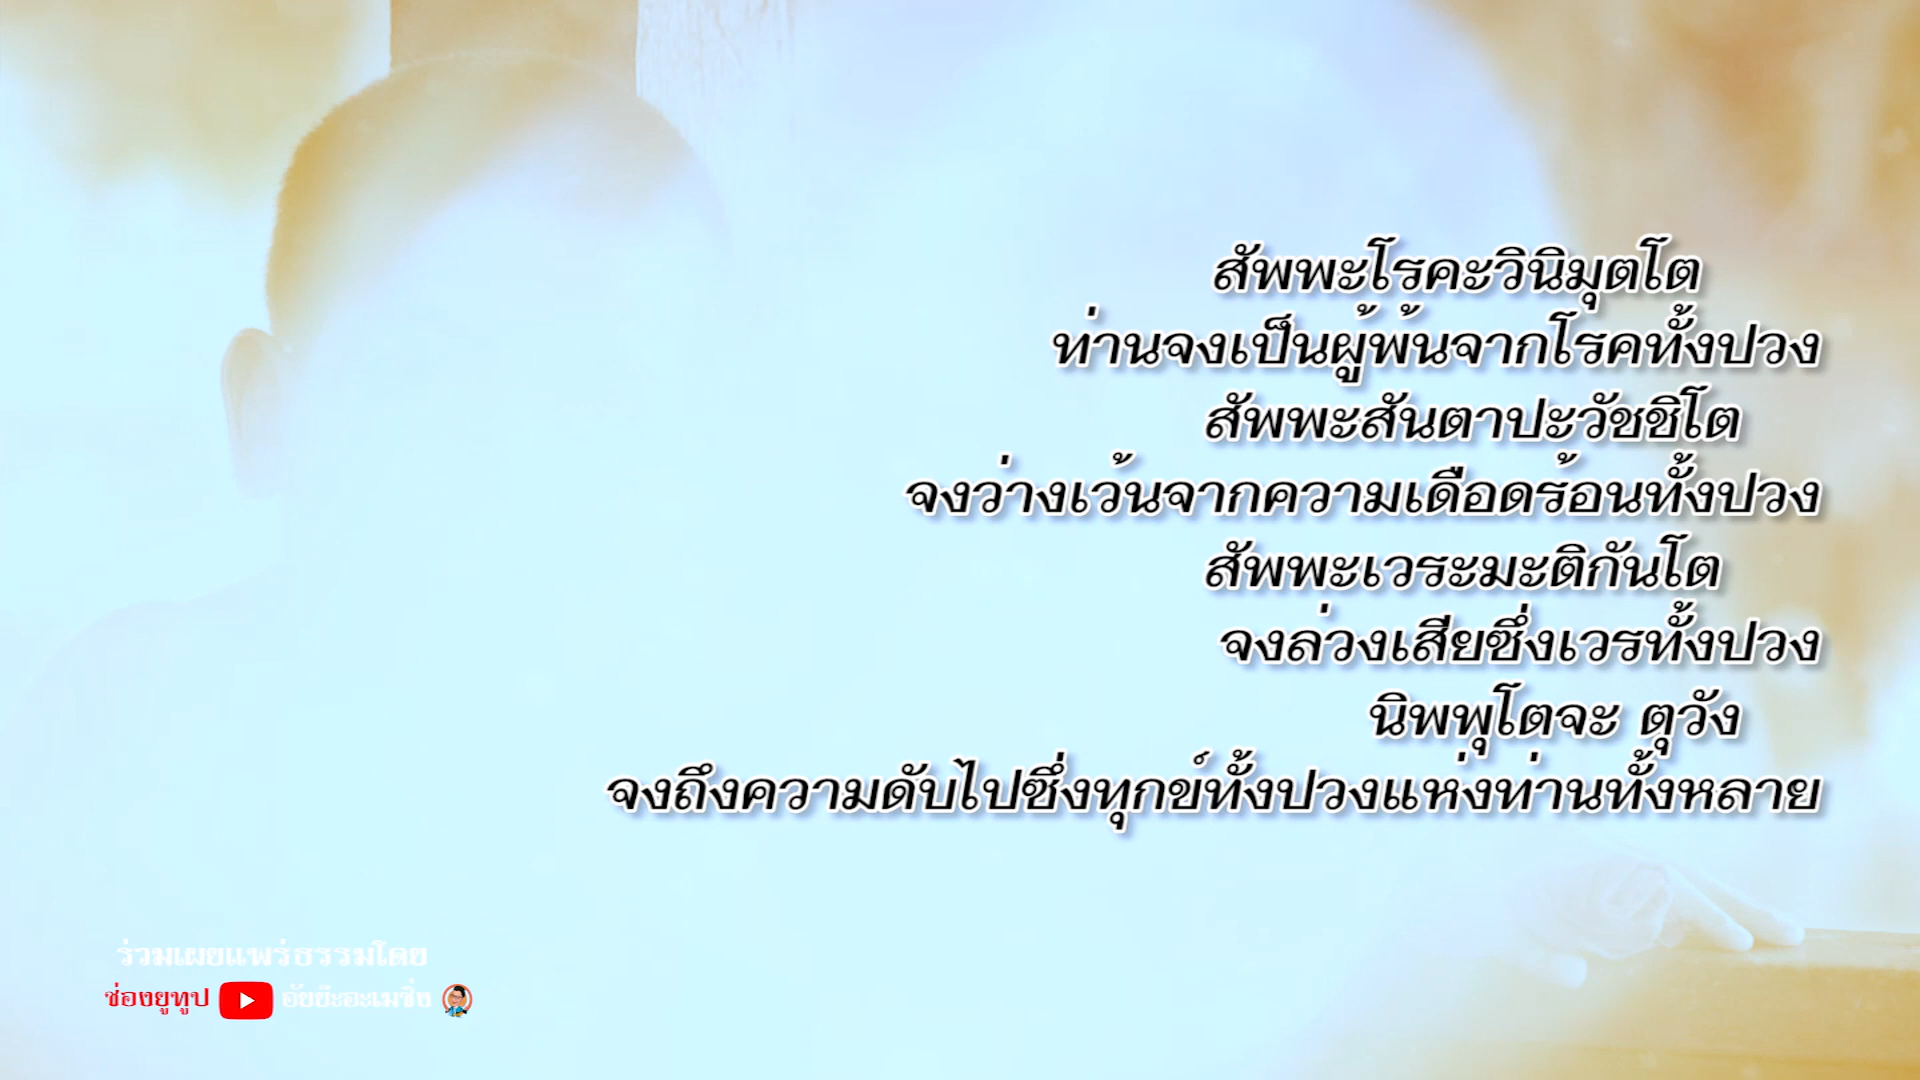 สัพพะโรคะวินิมุตโต
ท่านจงเป็นผู้พ้นจากโรคทั้งปวง
สัพพะสันตาปะวัชชิโต
จงว่างเว้นจากความเดือดร้อนทั้งปวง
สัพพะเวระมะติกันโต
จงล่วงเสียซึ่งเวรทั้งปวง
นิพพุโตจะ ตุวัง
จงถึงความดับไปซึ่งทุกข์ทั้งปวงแห่งท่านทั้งหลาย
ร่วมเผยแพร่ธรรมโดย
ช่องยูทูป อัยย๊ะอะเมซิ่ง